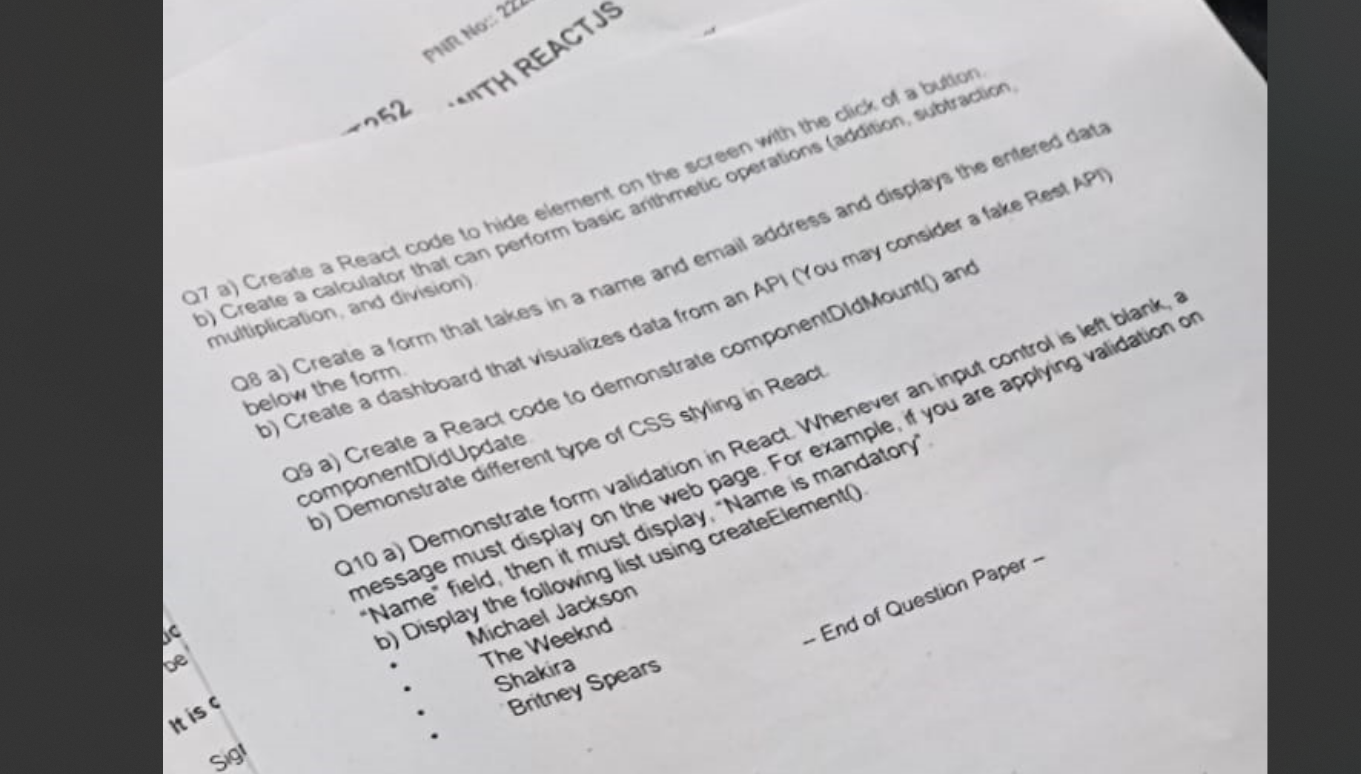 PNR No.: 222
WITH REACTJS
252
Q7 a) Create a React code to hide element on the screen with the click of a button.
b) Create a calculator that can perform basic arithmetic operations (addition, subtraction,
multiplication, and division).
Q8 a) Create a form that takes in a name and email address and displays the entered data
below the form.
b) Create a dashboard that visualizes data from an API (You may consider a fake Rest API)
Q9 a) Create a React code to demonstrate componentDIdMount() and
componentDIdUpdate.
b) Demonstrate different type of CSS styling in React.
Q10 a) Demonstrate form validation in React. Whenever an input control is left blank, a
message must display on the web page. For example, if you are applying validation on
"Name" field, then it must display, "Name is mandatory".
b) Display the following list using createElement().
• Michael Jackson
• The Weeknd
• Shakira
• Britney Spears
-- End of Question Paper --
be
It is